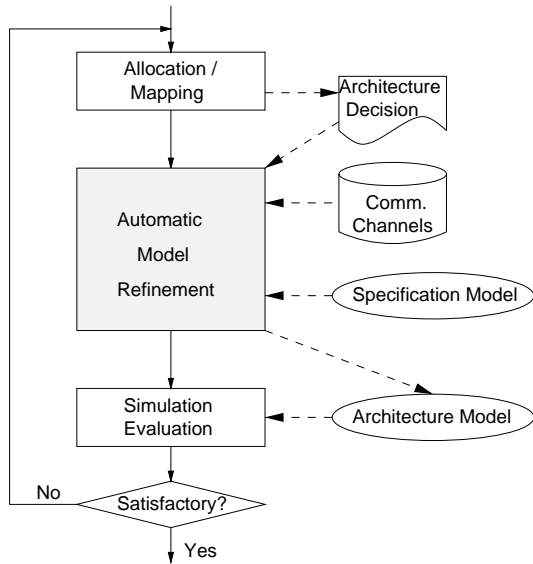 Allocation /
Mapping
Architecture
Decision
Automatic
Model
Refinement
Comm.
Channels
Specification Model
Simulation
Evaluation
Architecture Model
No
Satisfactory?
Yes